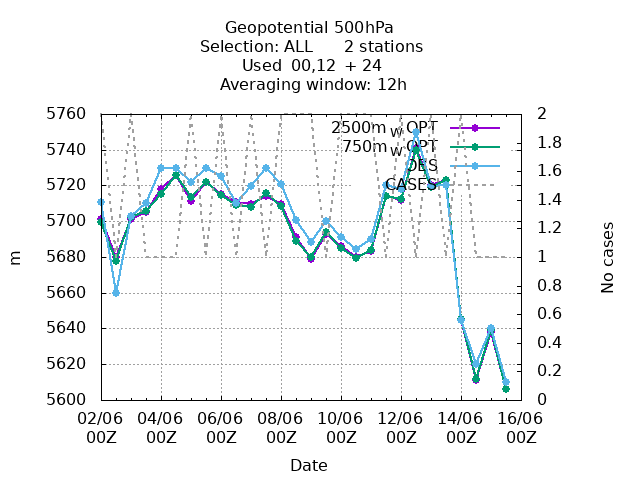 Geopotential 500hPa
Selection: ALL 2 stations
Used 00,12 + 24
Averaging window: 12h
5760 2
2500m w OPT
5740 1.8
750m w OPT
OBS
5720 1.6
CASES
5700 1.4
5680 1.2
5660 1
5640 0.8
5620 0.6
5600 0.4
0.2
0
m
No cases
02/06 04/06 06/06 08/06 10/06 12/06 14/06 16/06
00Z 00Z 00Z 00Z 00Z 00Z 00Z 00Z
Date